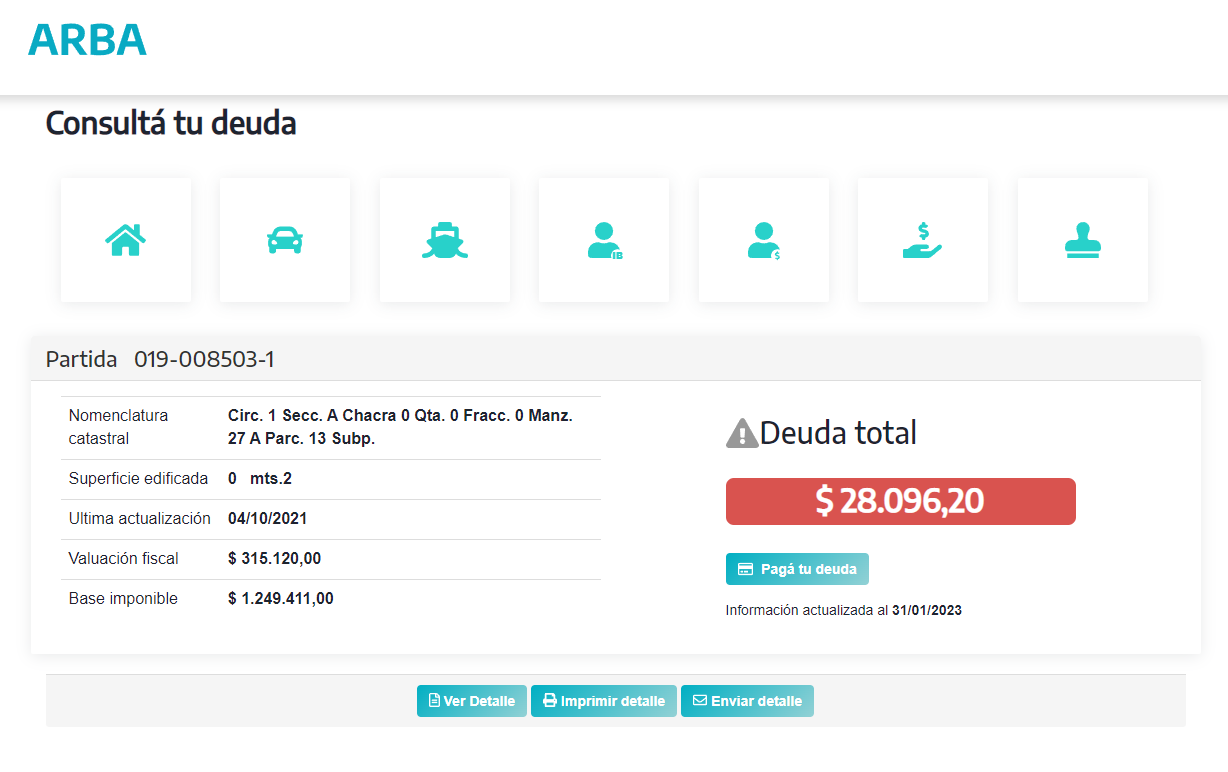 ARBA
Consultá tu deuda
IB
$
$
Partida 019-008503-1
Nomenclatura catastral Circ. 1 Secc. A Chacra 0 Qta. 0 Fracc. 0 Manz. 27 A Parc. 13 Subp.
Superficie edificada 0 mts.2
Ultima actualización 04/10/2021
Valuación fiscal $ 315.120,00
Base imponible $ 1.249.411,00
Deuda total
$ 28.096,20
Pagá tu deuda
Información actualizada al 31/01/2023
Ver Detalle
Imprimir detalle
Enviar detalle